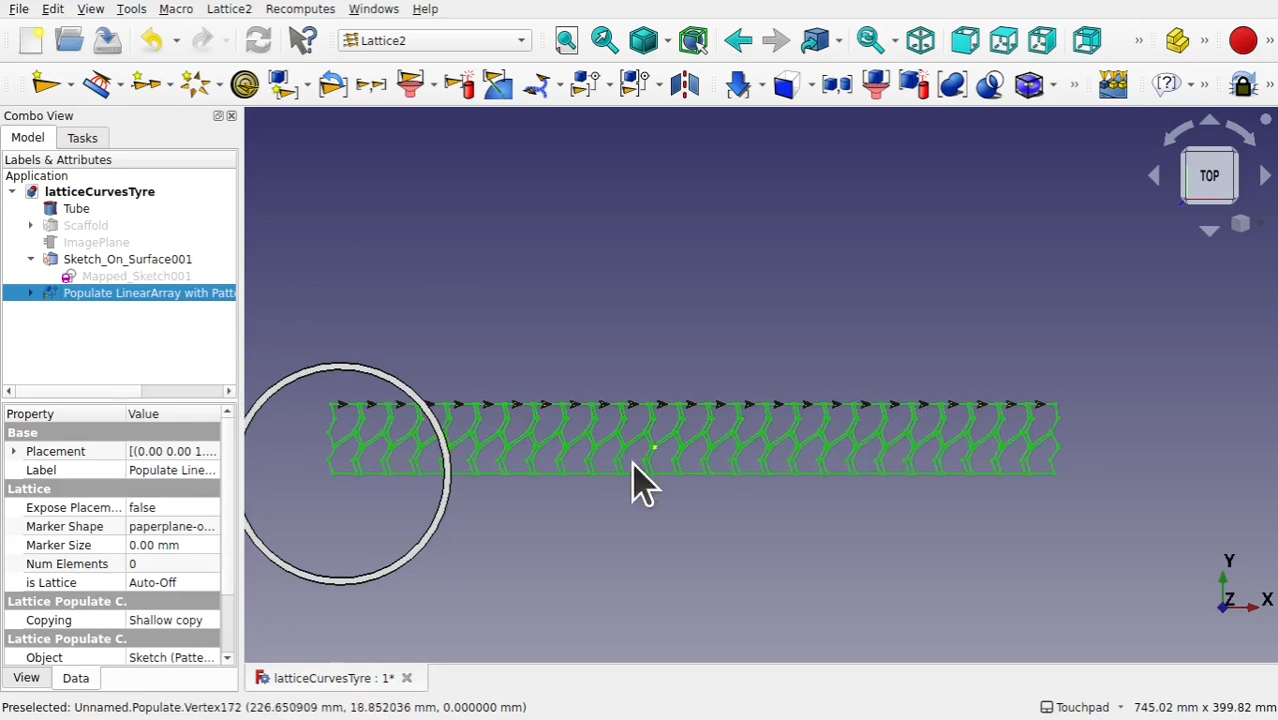 File Edit View Tools Macro Lattice2 Recomputes Windows Help
Lattice2
Combo View
Model Tasks
Labels & Attributes
Application
latticeCurvesTyre
Tube
Scaffold
ImagePlane
Sketch_On_Surface001
Mapped_Sketch001
Populate LinearArray with Patte
Property Value
Base
Placement [(0.00 0.00 1...
Label Populate Line...
Lattice
Expose Placem... false
Marker Shape paperplane-o...
Marker Size 0.00 mm
Num Elements 0
is Lattice Auto-Off
Lattice Populate C.
Copying Shallow copy
Lattice Populate C.
Object Sketch (Patte...
View Data
TOP
Y
Z X
latticeCurvesTyre : 1*
Preselected: Unnamed.Populate.Vertex172 (226.650909 mm, 18.852036 mm, 0.000000 mm) Touchpad 745.02 mm x 399.82 mm